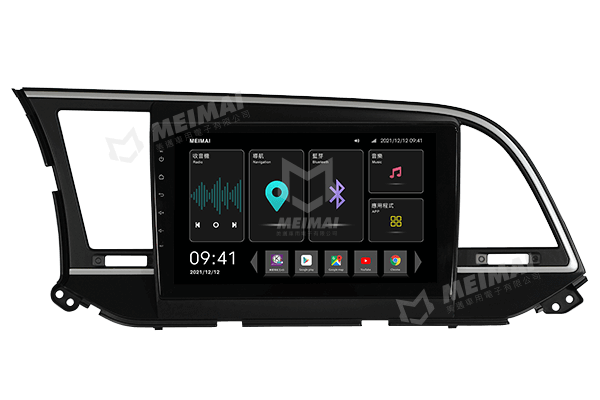 MEIMAI
2021/12/12 09:41
收音機
Radio
導航
Navigation
藍芽
Bluetooth
音樂
Music
應用程式
APP
09:41
2021/12/12
Google play
Google map
YouTube
Chrome
MEIMAI
MEIMAI
MEIMAI